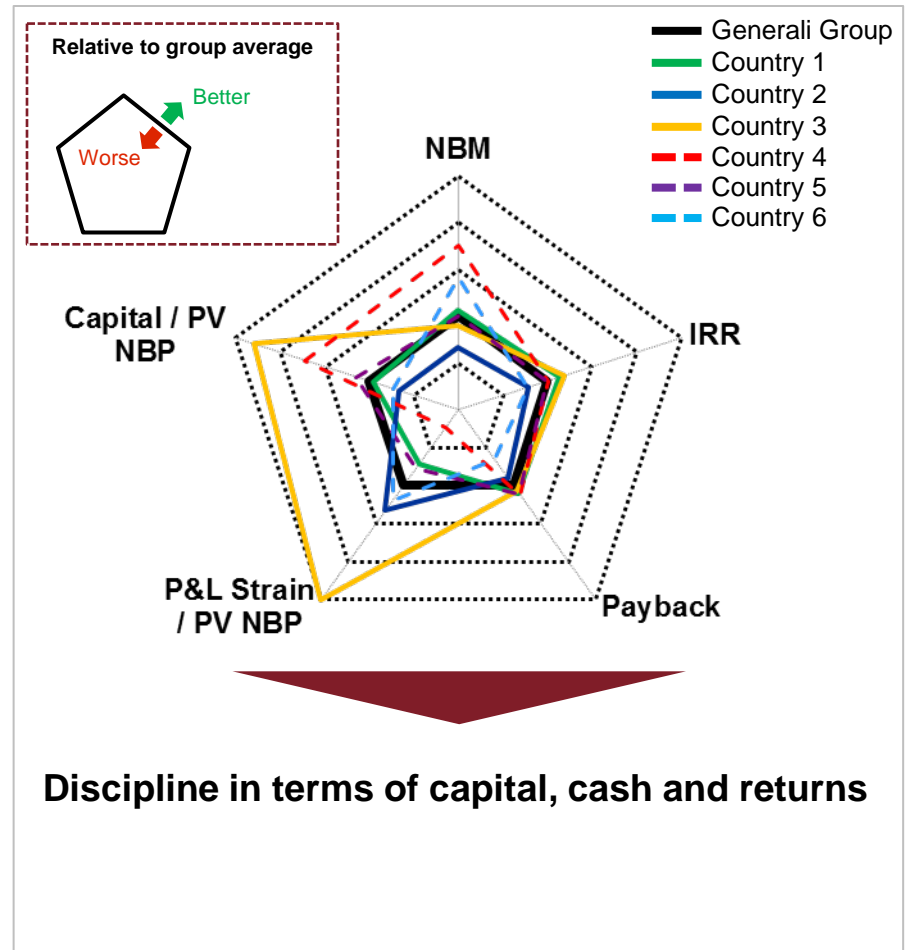 Relative to group average
Better
Worse
Generali Group
Country 1
Country 2
Country 3
Country 4
Country 5
Country 6
NBM
IRR
Payback
P&L Strain
/ PV NBP
Capital / PV
NBP
Discipline in terms of capital, cash and returns